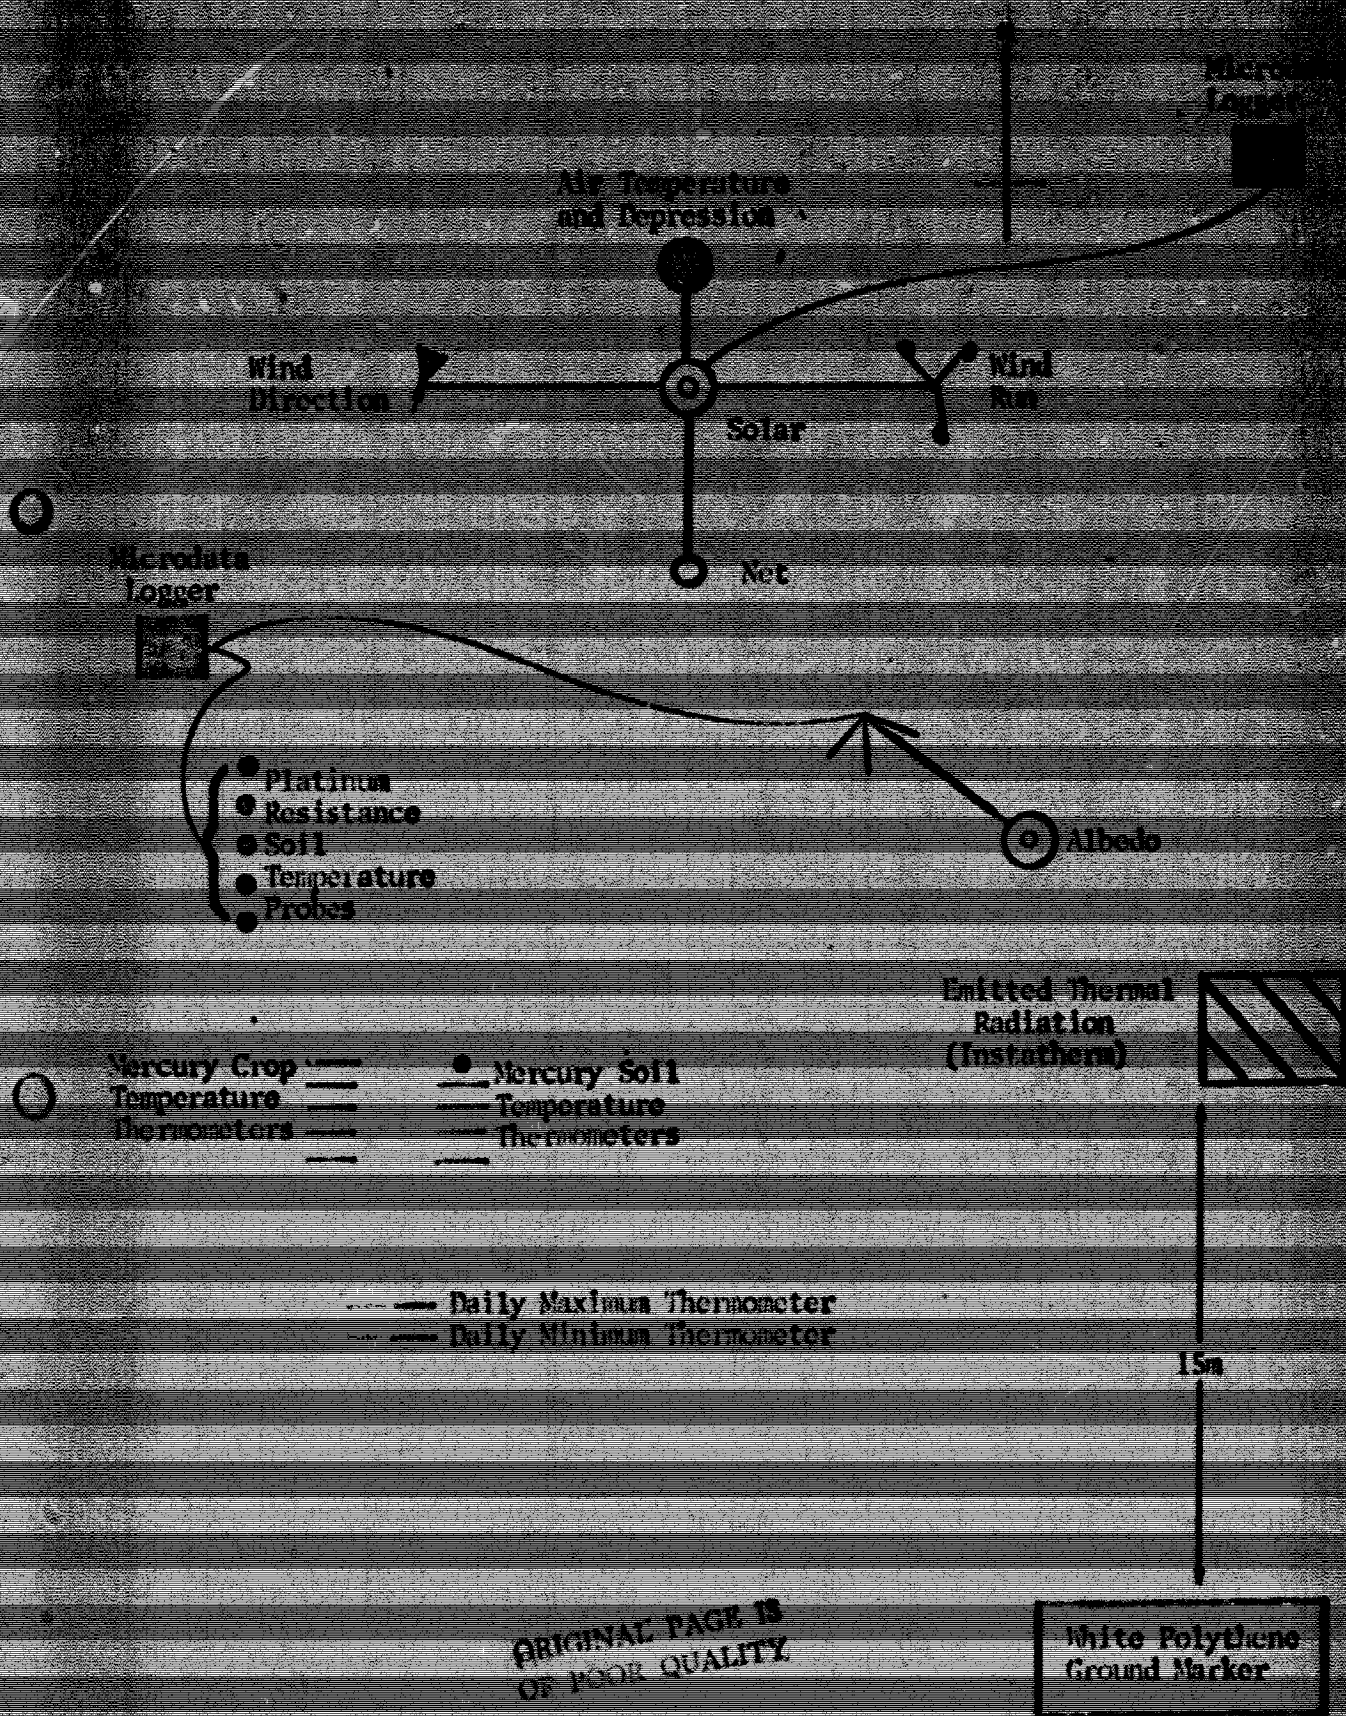 Microdata
Logger
Air Temperature
and Depression
Wind
Direction
Wind
Run
Solar
Net
Microdata
Logger
Platinum
Resistance
Soil
Temperature
Probes
Albedo
Emitted Thermal
Radiation
(Instatherm)
Mercury Crop
Temperature
Thermometers
Mercury Soil
Temperature
Thermometers
Daily Maximum Thermometer
Daily Minimum Thermometer
15m
ORIGINAL PAGE IS
OF POOR QUALITY
White Polythene
Ground Marker